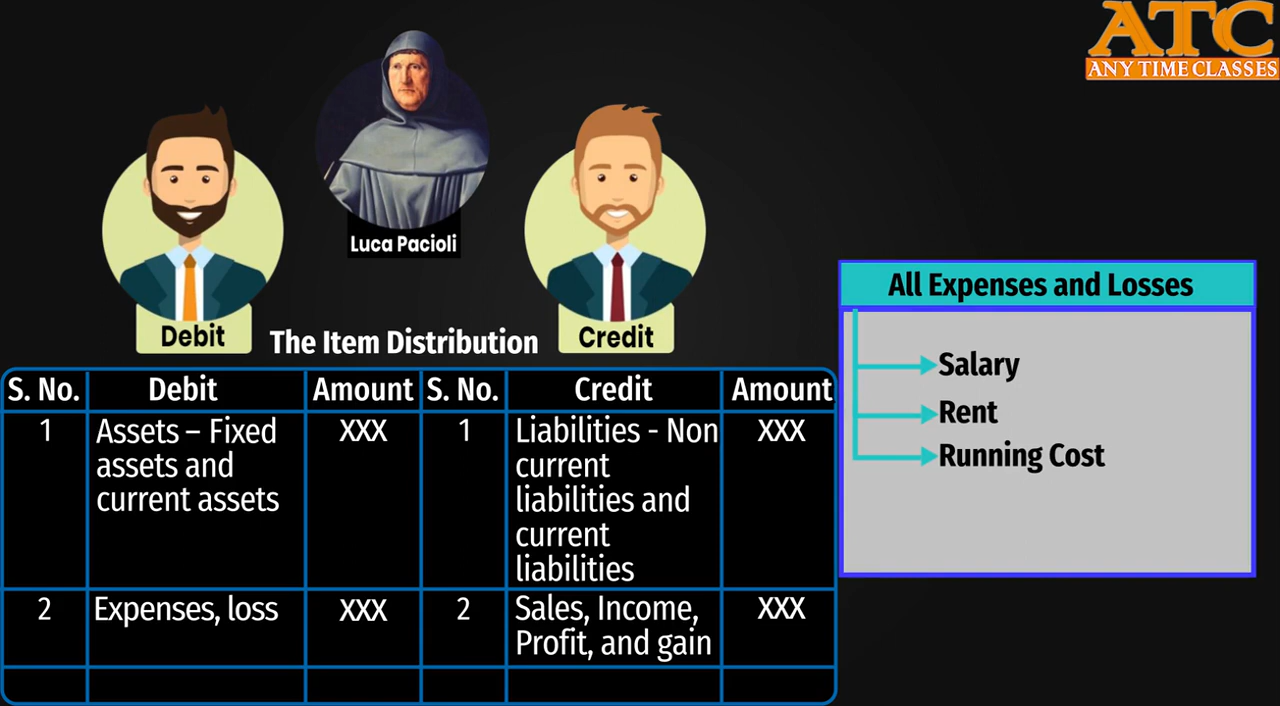 ATC
ANY TIME CLASSES
Luca Pacioli
Debit
The Item Distribution
Credit
S. No. Debit Amount S. No. Credit Amount
1 Assets – Fixed XXX 1 Liabilities - Non XXX
assets and current
current assets liabilities and
current
liabilities
2 Expenses, loss XXX 2 Sales, Income, XXX
Profit, and gain
All Expenses and Losses
Salary
Rent
Running Cost